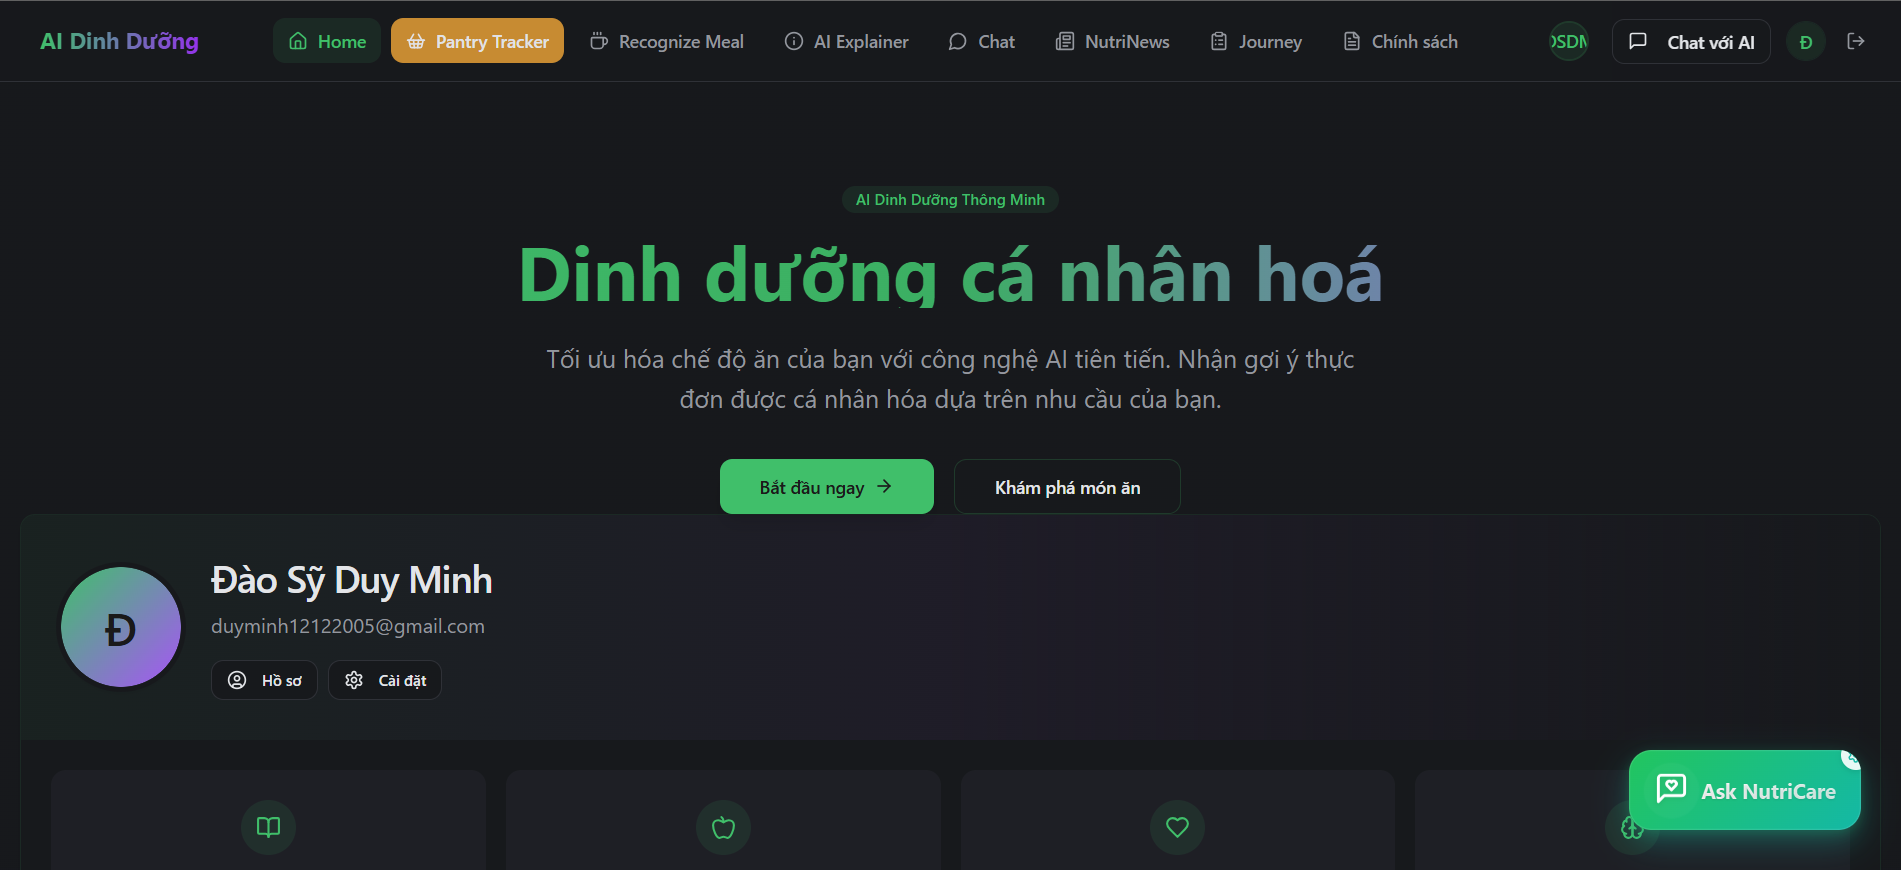 AI Dinh Dưỡng
Home
Pantry Tracker
Recognize Meal
AI Explainer
Chat
NutriNews
Journey
Chính sách
Chat với AI
Đ
AI Dinh Dưỡng Thông Minh
Dinh dưỡng cá nhân hoá
Tối ưu hóa chế độ ăn của bạn với công nghệ AI tiên tiến. Nhận gợi ý thực
đơn được cá nhân hóa dựa trên nhu cầu của bạn.
Bắt đầu ngay
Khám phá món ăn
Đ
Đào Sỹ Duy Minh
duyminh12122005@gmail.com
Hồ sơ
Cài đặt
Ask NutriCare